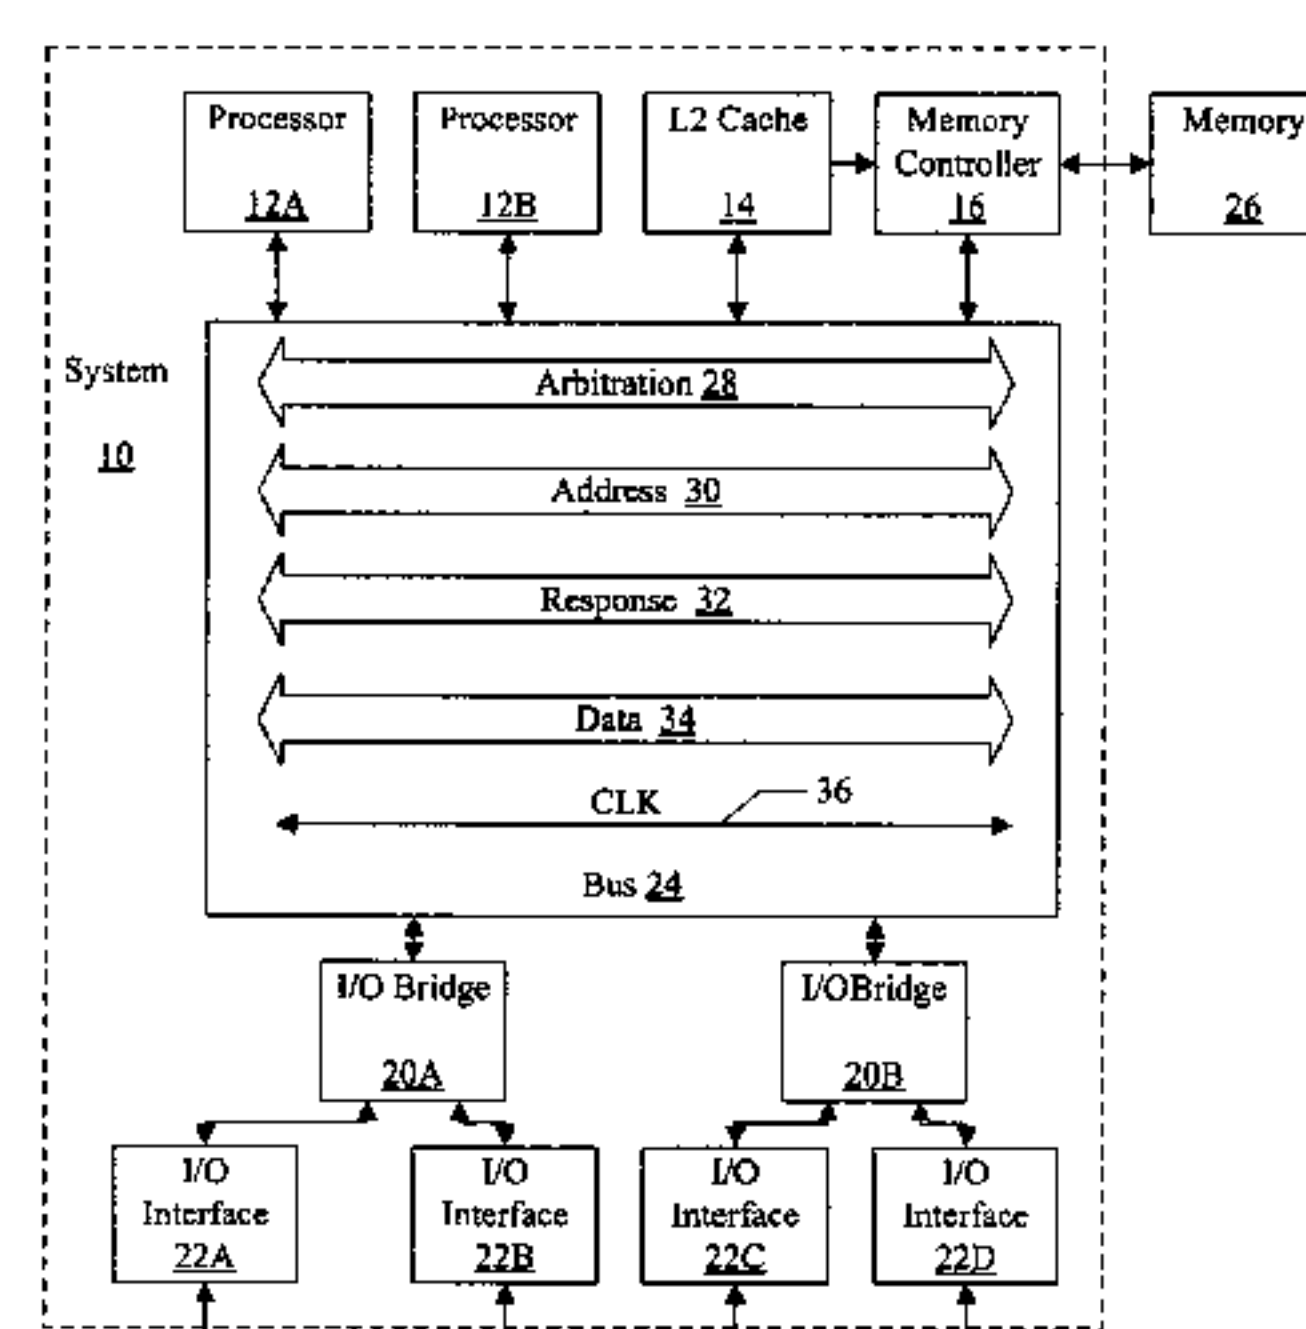 Processor
12A
Processor
12B
L2 Cache
14
Memory
Controller
16
Memory
26
System
10
Arbitration 28
Address 30
Response 32
Data 34
CLK
36
Bus 24
I/O Bridge
20A
I/OBridge
20B
I/O
Interface
22A
I/O
Interface
22B
I/O
Interface
22C
I/O
Interface
22D